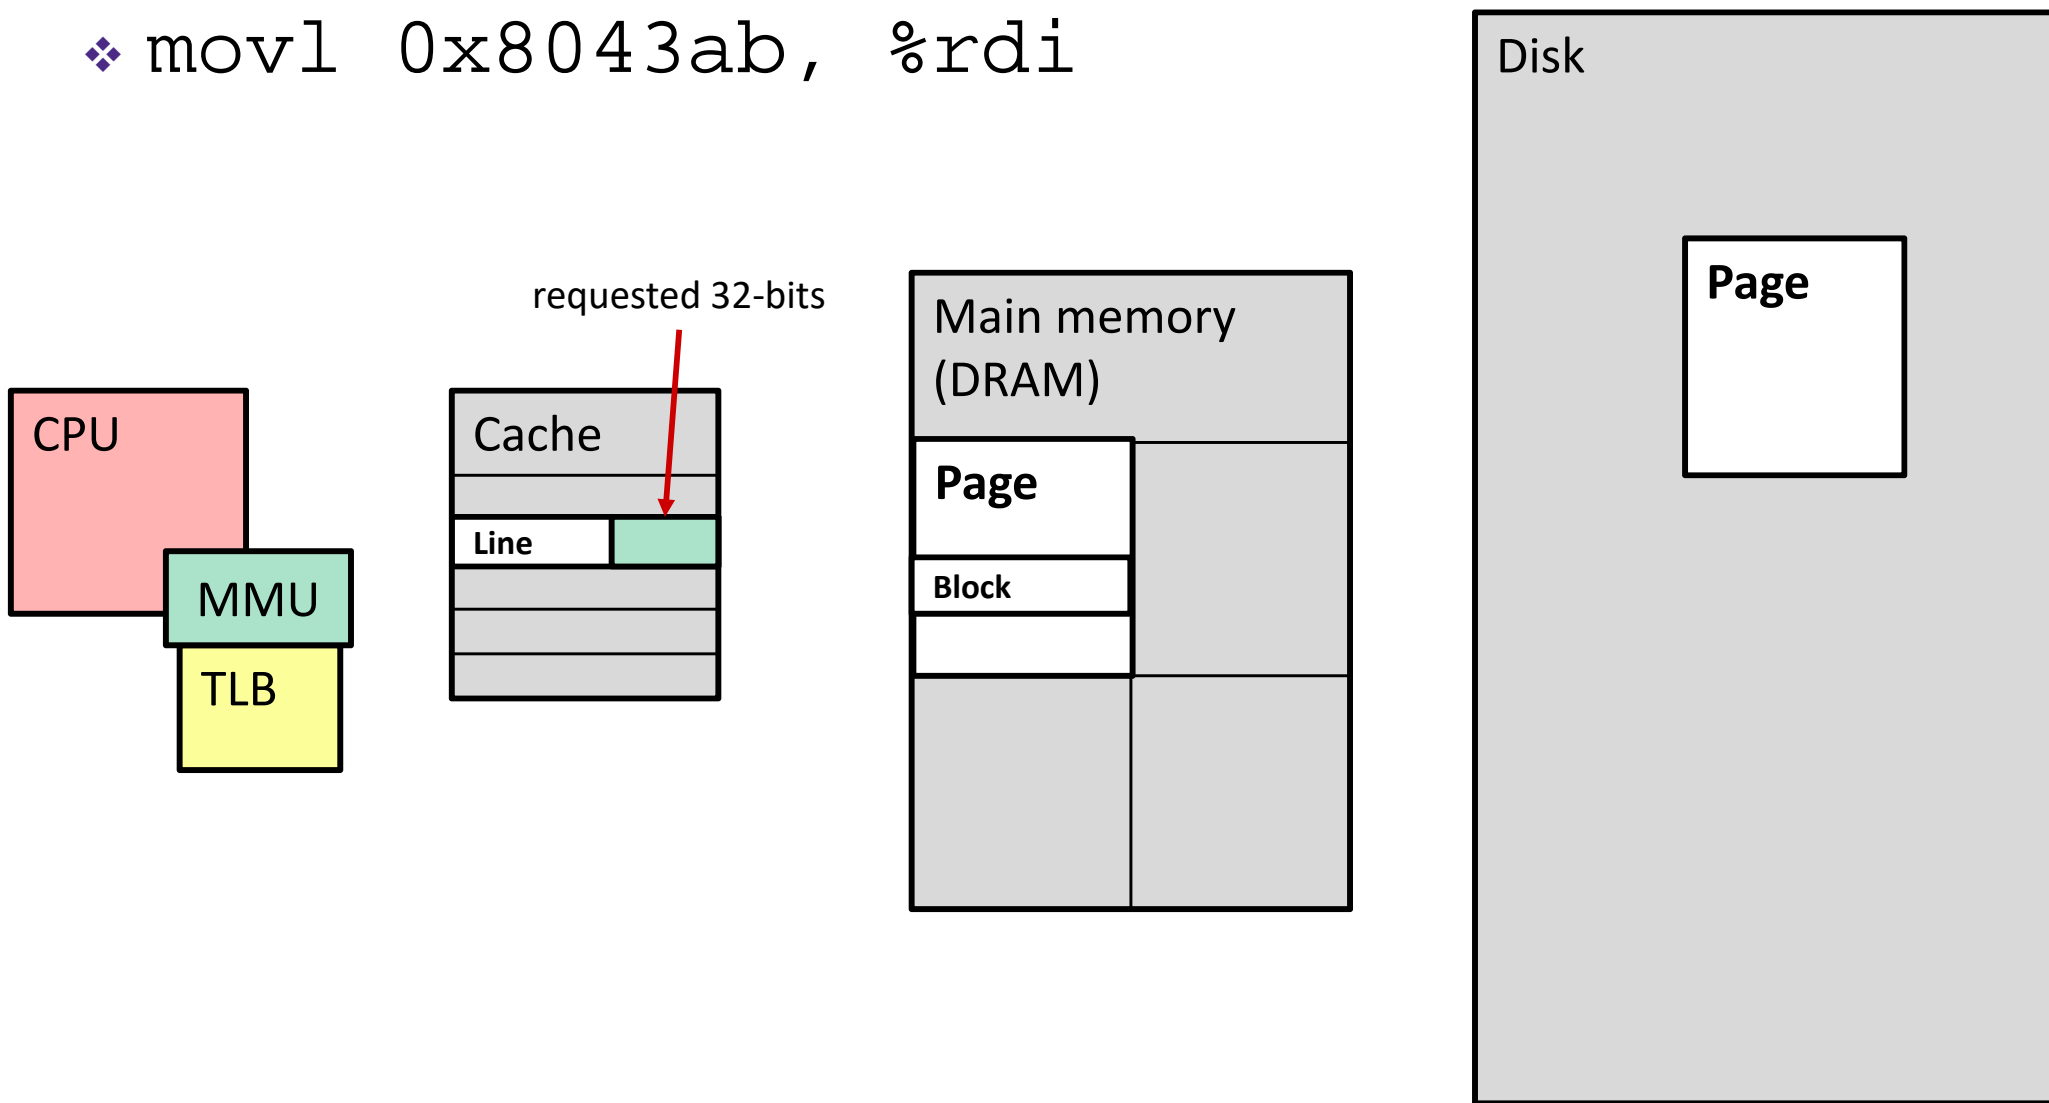 ❖ movl 0x8043ab, %rdi
Disk
requested 32-bits
Page
Main memory
(DRAM)
CPU
Cache
Page
Line
Block
MMU
TLB